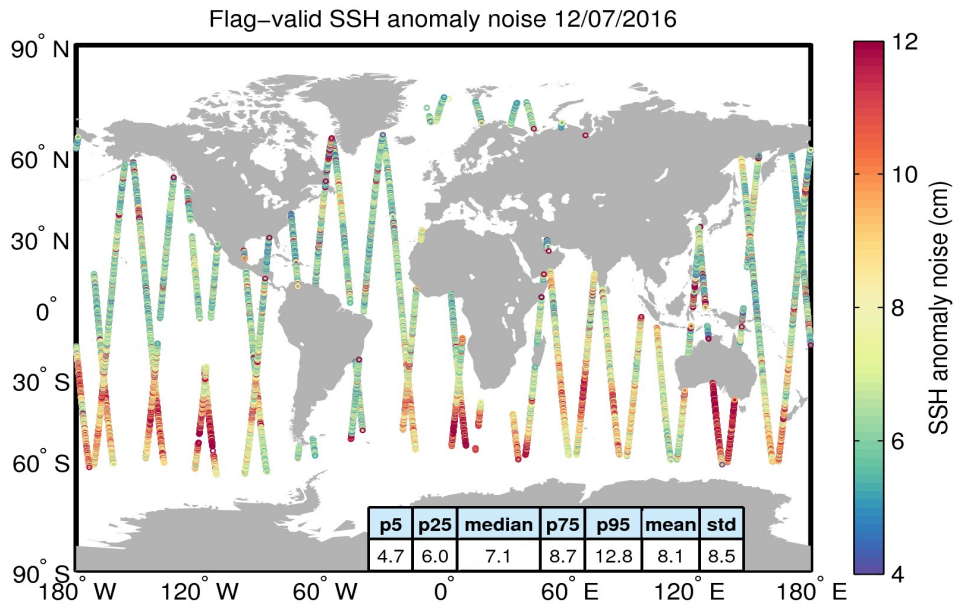 Flag−valid SSH anomaly noise 12/07/2016
90° N
60° N
30° N
0°
30° S
60° S
90° S
180° W
120° W
60° W
0°
60° E
120° E
180° E
p5 p25 median p75 p95 mean std
4.7 6.0 7.1 8.7 12.8 8.1 8.5
12
10
8
6
4
SSH anomaly noise (cm)